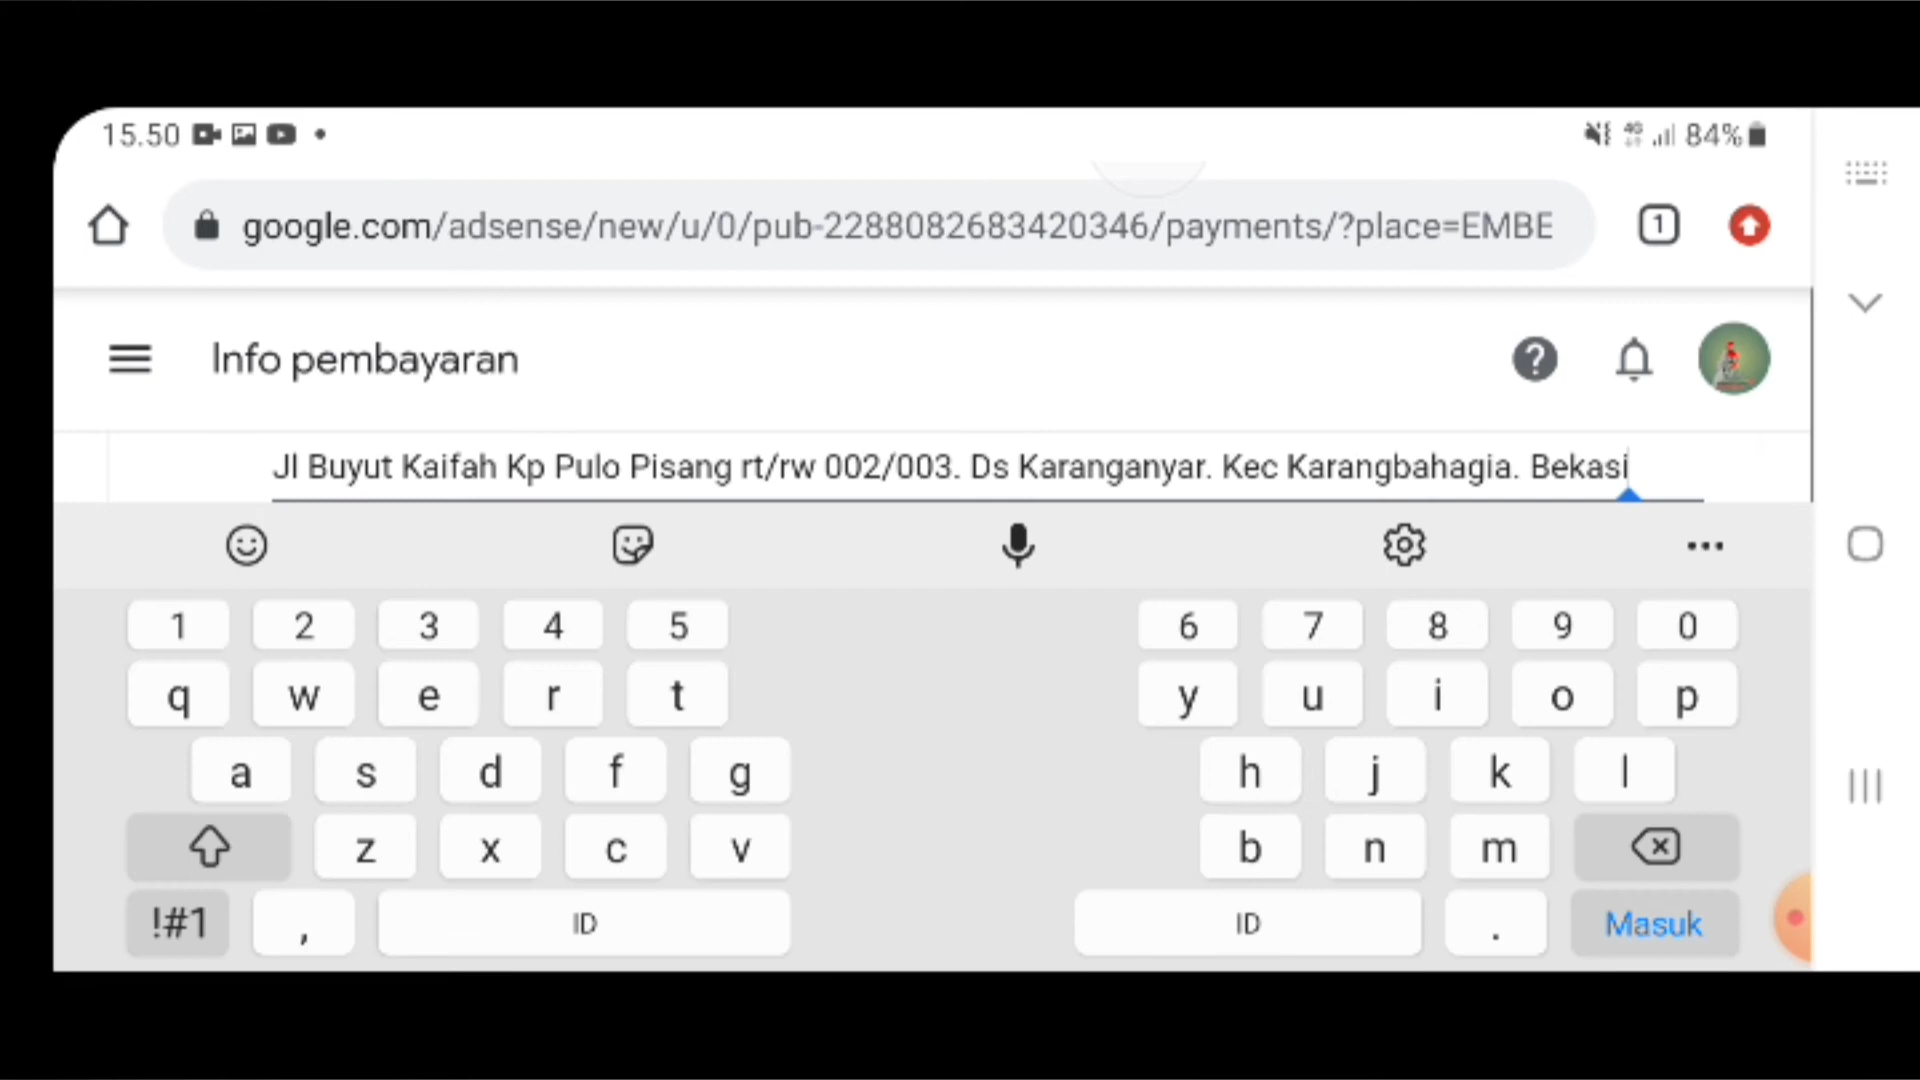 15.50
4G 84%
google.com/adsense/new/u/0/pub-2288082683420346/payments/?place=EMBE
1
Info pembayaran
Jl Buyut Kaifah Kp Pulo Pisang rt/rw 002/003. Ds Karanganyar. Kec Karangbahagia. Bekasi
1 2 3 4 5 6 7 8 9 0
q w e r t y u i o p
a s d f g h j k l
z x c v b n m
!#1 , ID ID . Masuk